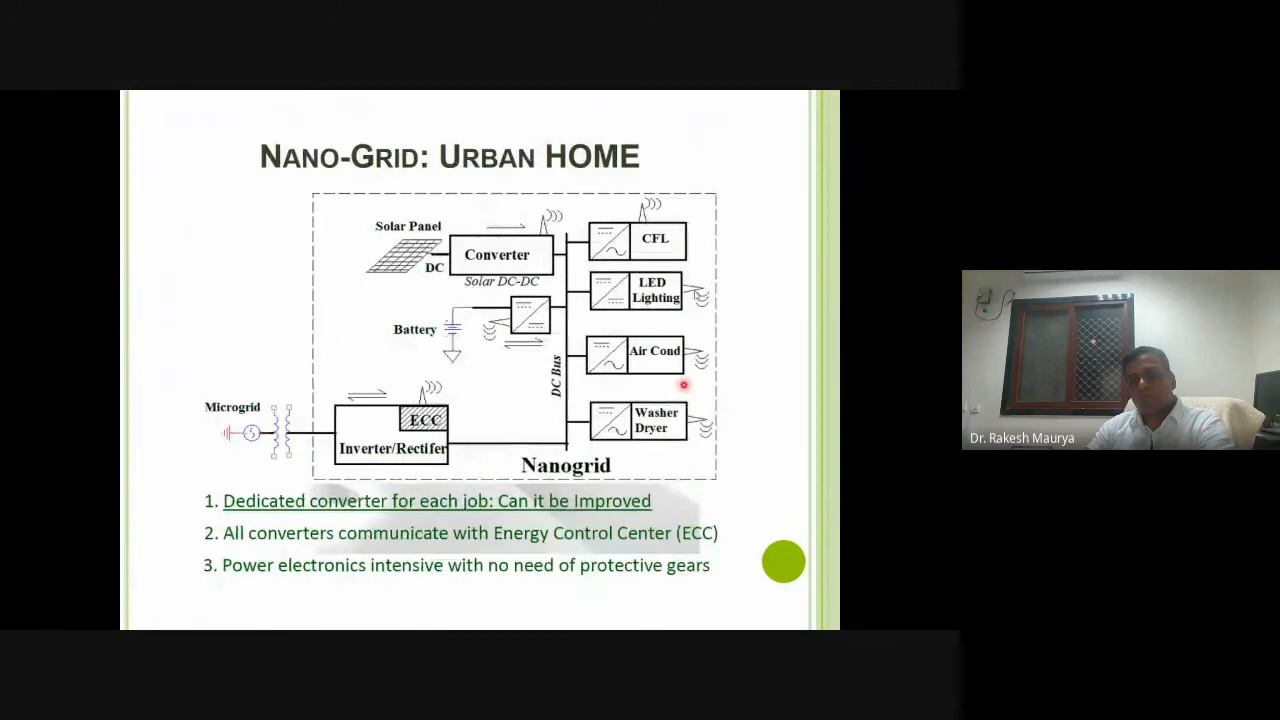 NANO-GRID: URBAN HOME
Solar Panel
DC
Converter
Solar DC-DC
Battery
DC Bus
CFL
LED
Lighting
Air Cond
Washer
Dryer
Microgrid
ECC
Inverter/Rectifer
Nanogrid
1. Dedicated converter for each job: Can it be Improved
2. All converters communicate with Energy Control Center (ECC)
3. Power electronics intensive with no need of protective gears
Dr. Rakesh Maurya